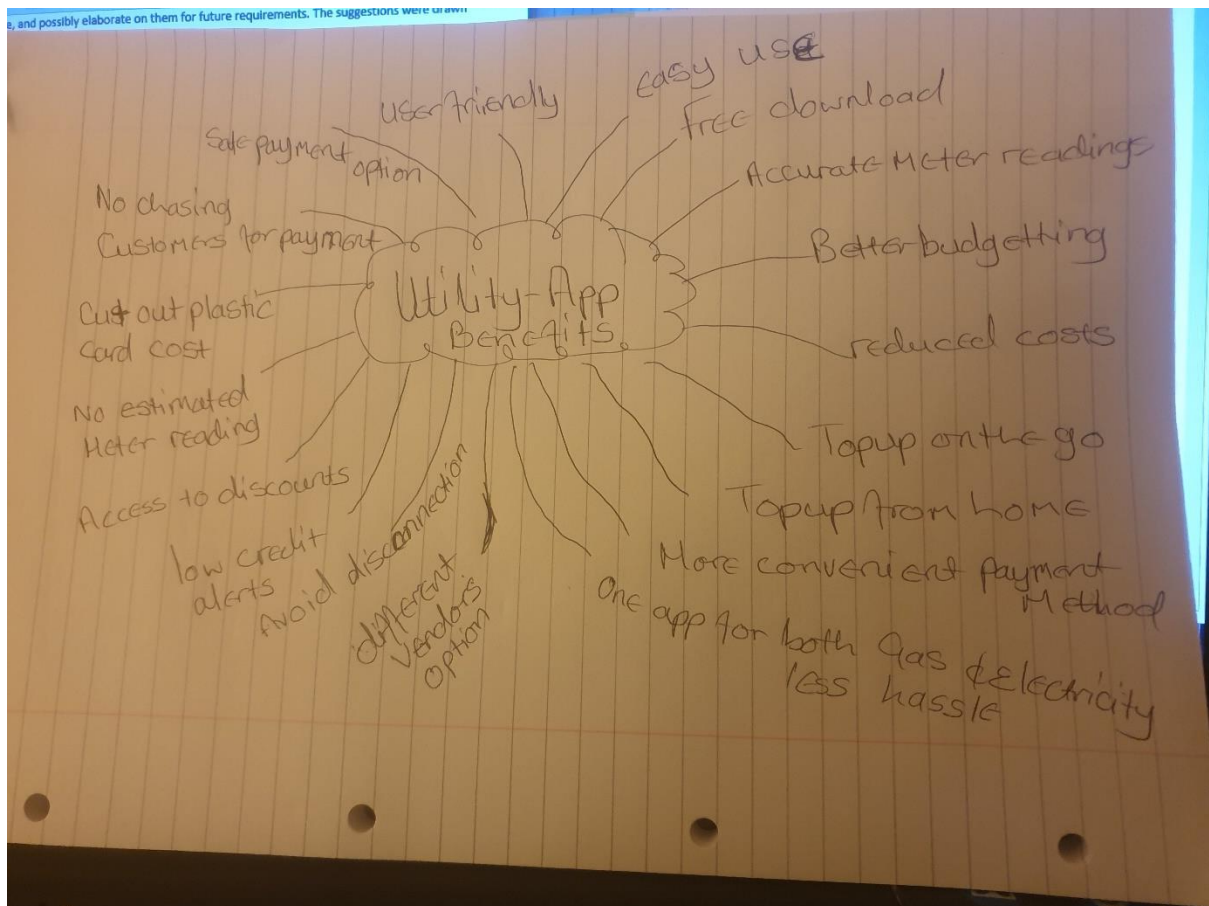 e, and possibly elaborate on them for future requirements. The suggestions were drawn
Utility-App
Benefits
User friendly
easy use
free download
Accurate Meter readings
Better budgetting
reduced costs
Topup on the go
Topup from home
More convenient payment
Method
One app for both Gas & Electricity
less hassle
different
vendors
option
Avoid disconnection
low credit
alerts
Access to discounts
No estimated
Meter reading
Cut out plastic
Card cost
No chasing
Customers for payment
Safe payment
option